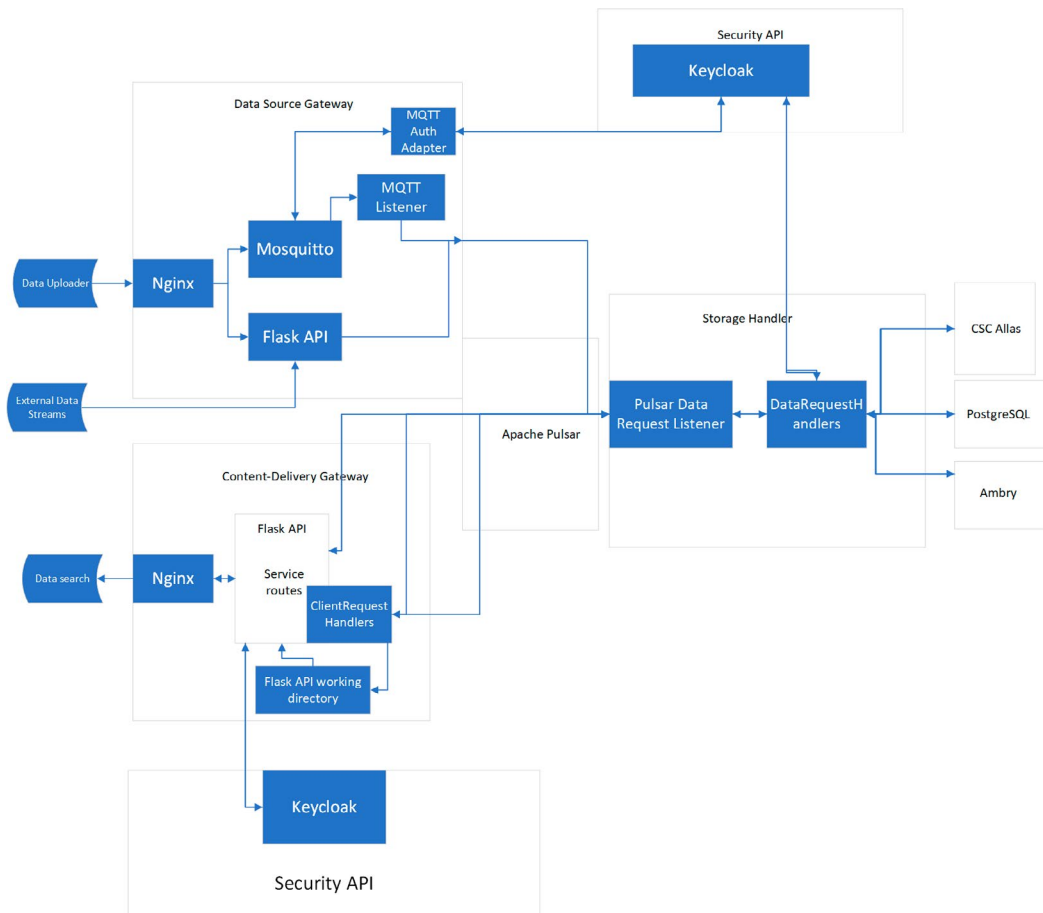 Security API
Keycloak
Data Source Gateway
MQTT
Auth
Adapter
MQTT
Listener
Mosquitto
Data Uploader
Nginx
Flask API
External Data
Streams
Storage Handler
CSC Allas
Pulsar Data
Request Listener
DataRequestH
andlers
PostgreSQL
Apache Pulsar
Ambry
Content-Delivery Gateway
Flask API
Service
routes
Data search
Nginx
ClientRequest
Handlers
Flask API working
directory
Keycloak
Security API